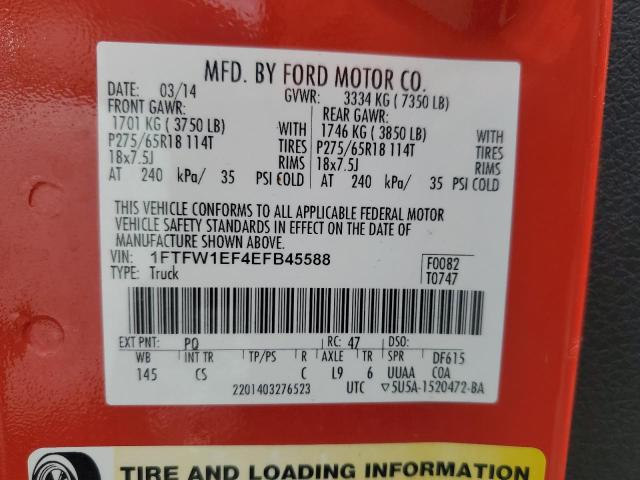 MFD. BY FORD MOTOR CO.
DATE: 03/14 GVWR: 3334 KG ( 7350 LB)
FRONT GAWR: REAR GAWR:
1701 KG ( 3750 LB) WITH 1746 KG ( 3850 LB) WITH
P275/65R18 114T TIRES P275/65R18 114T TIRES
18x7.5J RIMS 18x7.5J RIMS
AT 240 kPa/ 35 PSI COLD AT 240 kPa/ 35 PSI COLD
THIS VEHICLE CONFORMS TO ALL APPLICABLE FEDERAL MOTOR
VEHICLE SAFETY STANDARDS IN EFFECT ON THE DATE OF
MANUFACTURE SHOWN ABOVE.
VIN: 1FTFW1EF4EFB45588 F0082
TYPE: Truck T0747
EXT PNT: PQ RC: 47 DSO:
WB INT TR TP/PS R AXLE TR SPR DF615
145 CS C L9 6 UUAA COA
2201403276523 UTC ▽5U5A-1520472-BA
TIRE AND LOADING INFORMATION